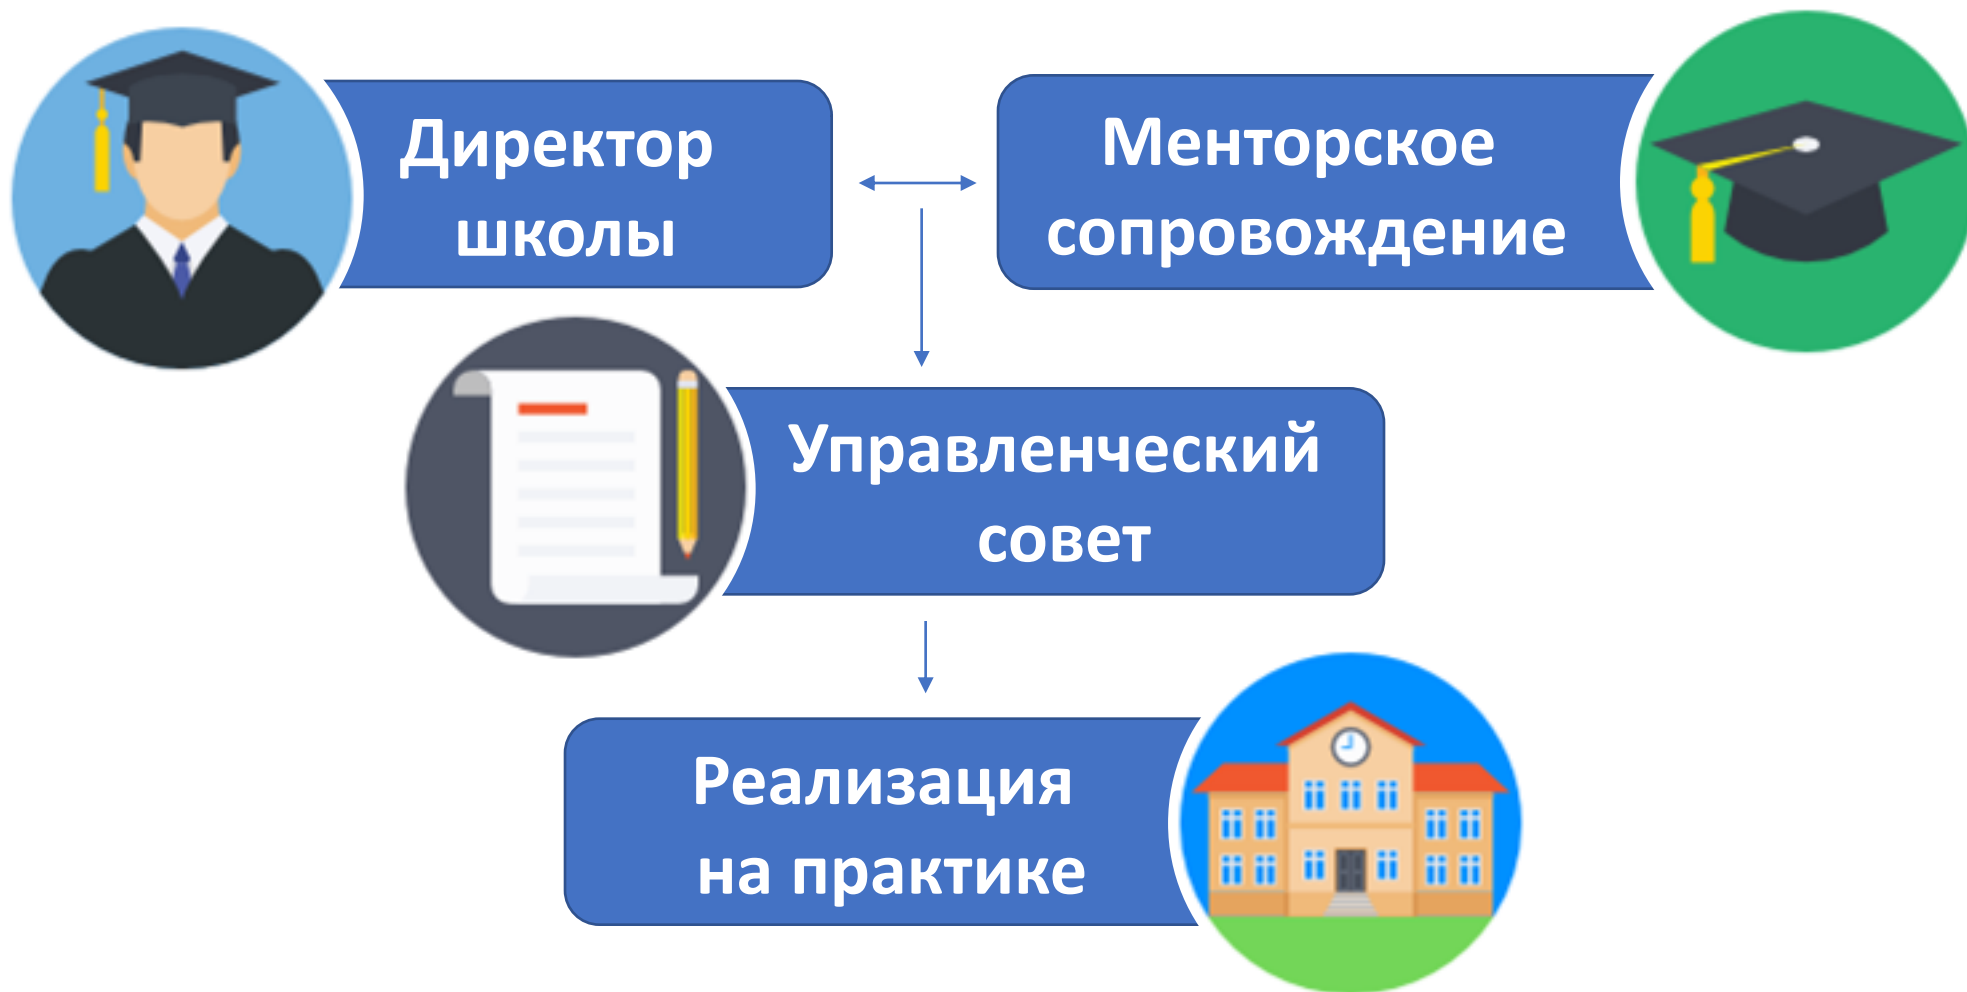 Директор
школы
Менторское
сопровождение
Управленческий
совет
Реализация
на практике